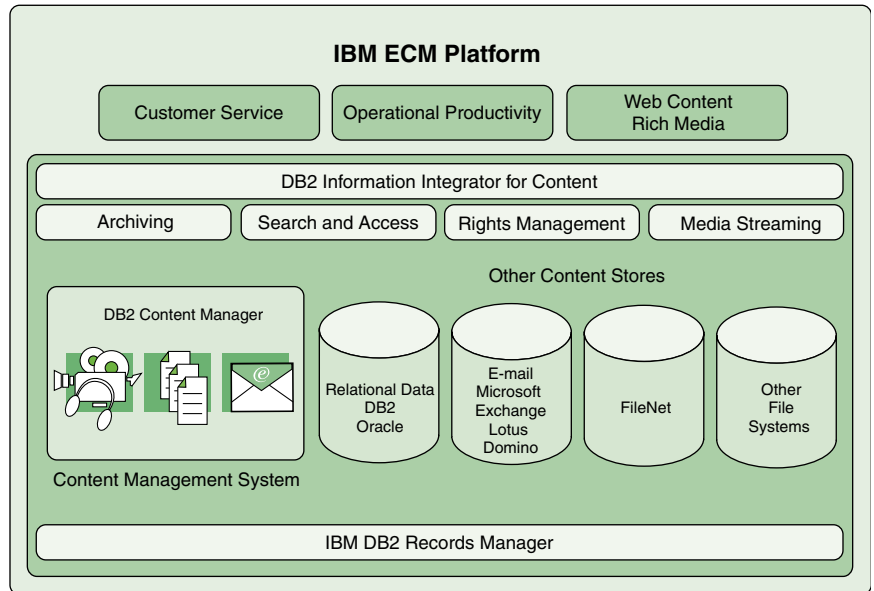 IBM ECM Platform
Customer Service
Operational Productivity
Web Content
Rich Media
DB2 Information Integrator for Content
Archiving
Search and Access
Rights Management
Media Streaming
Other Content Stores
DB2 Content Manager
e
Relational Data
DB2
Oracle
E-mail
Microsoft
Exchange
Lotus
Domino
FileNet
Other
File
Systems
Content Management System
IBM DB2 Records Manager